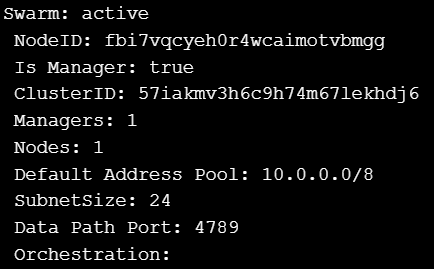 Swarm: active
NodeID: fbi7vqcyeh0r4wcaimotvbmgg
Is Manager: true
ClusterID: 57iakmv3h6c9h74m67lekhdj6
Managers: 1
Nodes: 1
Default Address Pool: 10.0.0.0/8
SubnetSize: 24
Data Path Port: 4789
Orchestration: